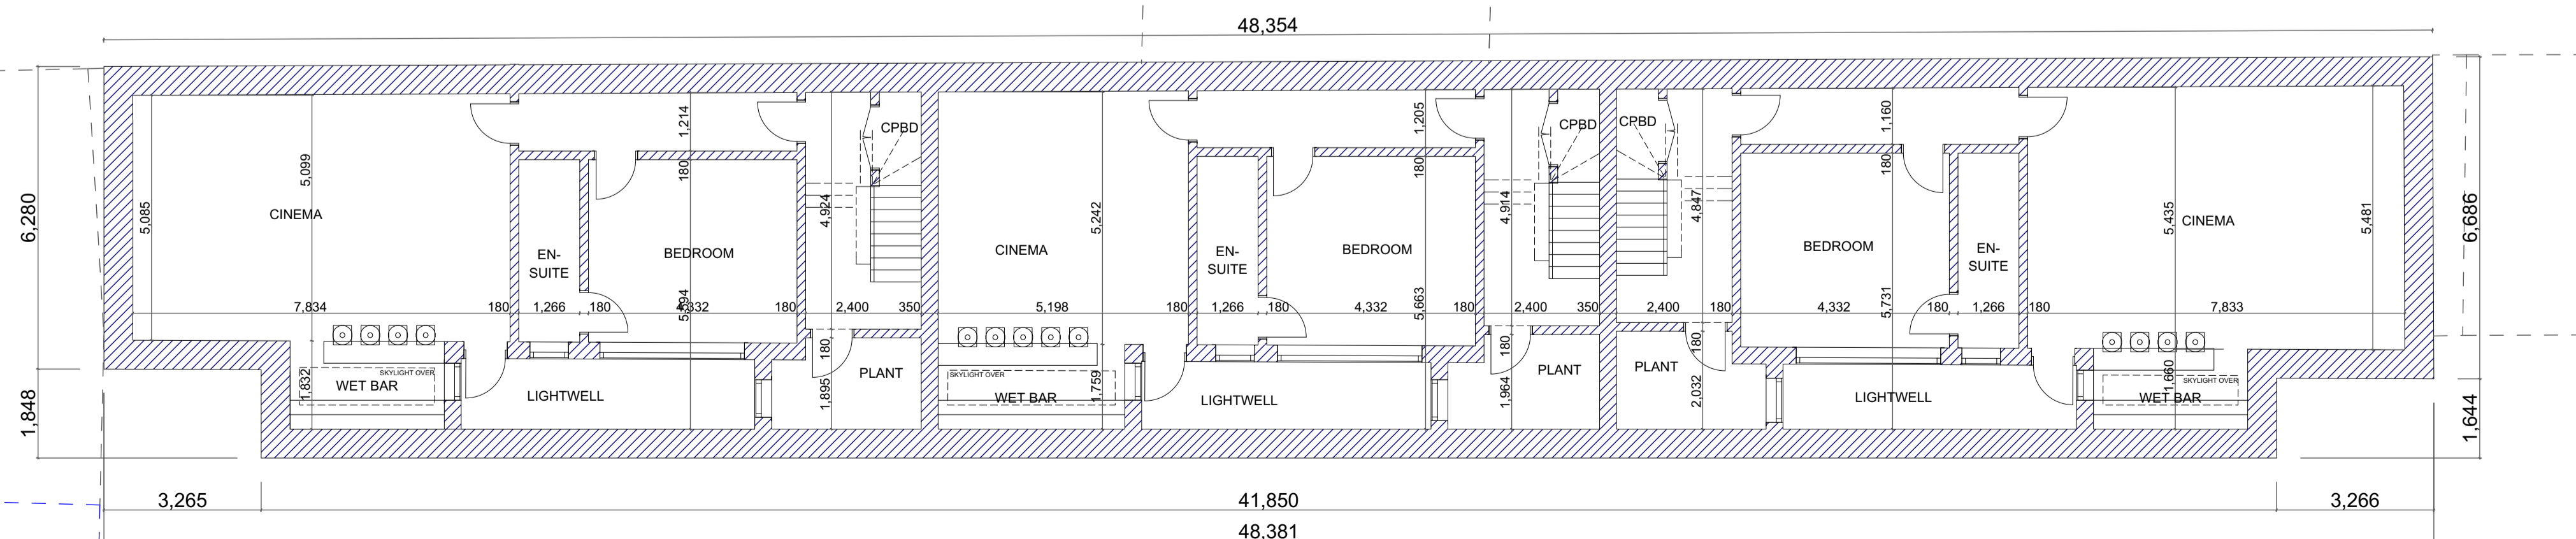 48,354
1,214
CPBD
1,205
CPBD
CPBD
1,160
5,099
180
180
180
6,280
5,085
CINEMA
4,924
5,242
4,914
4,847
5,435
CINEMA
5,481
6,686
EN-
SUITE
BEDROOM
CINEMA
EN-
SUITE
BEDROOM
BEDROOM
EN-
SUITE
7,834
180
1,266
180
4,332
5,594
180
2,400
350
5,198
180
1,266
180
4,332
5,663
180
2,400
350
2,400
180
4,332
5,731
180
1,266
180
7,833
180
180
180
1,848
1,832
SKYLIGHT OVER
WET BAR
LIGHTWELL
1,895
PLANT
SKYLIGHT OVER
WET BAR
1,759
LIGHTWELL
1,964
PLANT
PLANT
2,032
LIGHTWELL
1,660
SKYLIGHT OVER
WET BAR
1,644
3,265
41,850
3,266
48,381